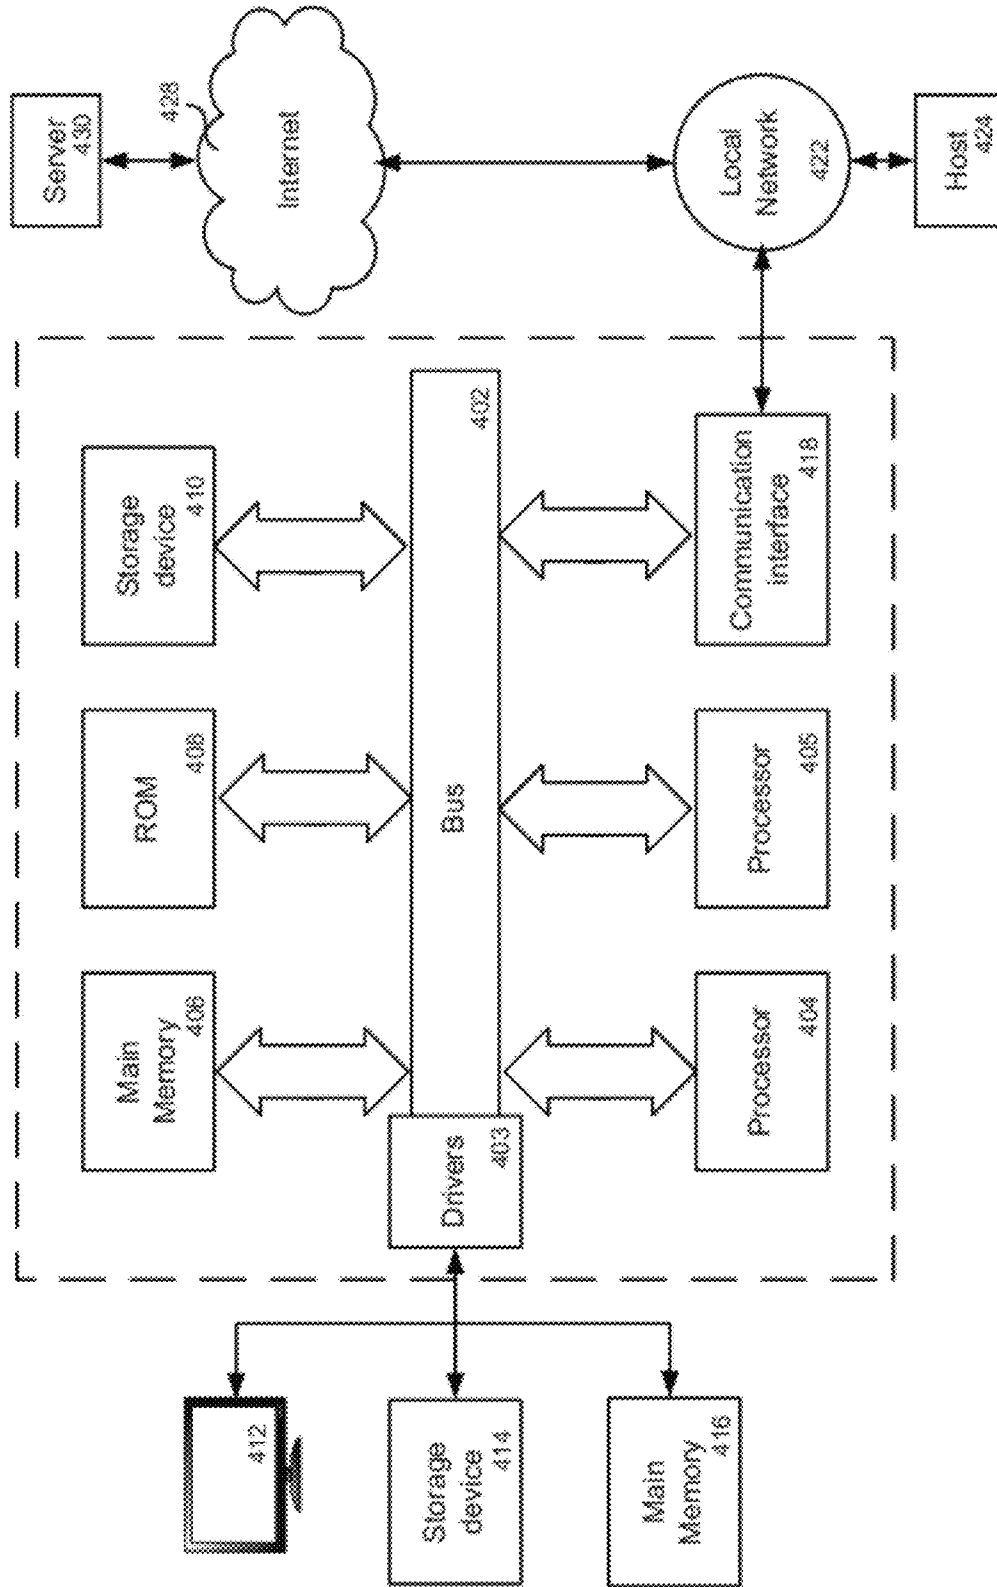 412
Storage
device
414
Main
Memory
416
Main
Memory
406
ROM
408
Storage
device
410
Drivers
403
Bus
402
Processor
404
Processor
405
Communication
interface
418
Server
430
428
Internet
Local
Network
422
Host
424